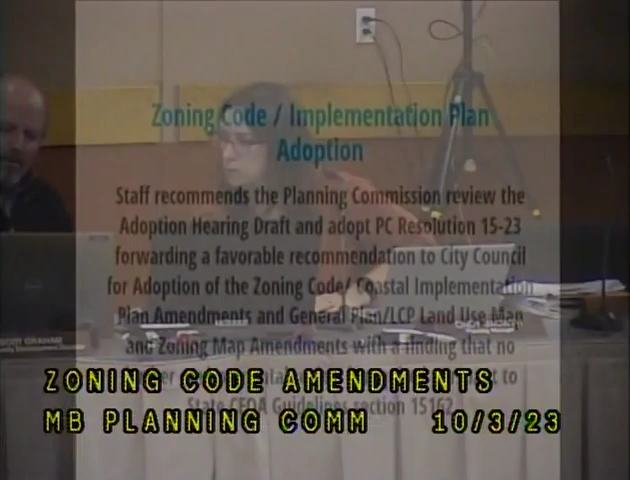 Zoning Code / Implementation Plan
Adoption
Staff recommends the Planning Commission review the
Adoption Hearing Draft and adopt PC Resolution 15-23
forwarding a favorable recommendation to City Council
for Adoption of the Zoning Code/ Coastal Implementation
Plan Amendments and General Plan/LCP Land Use Map
and Zoning Map Amendments with a finding that no
to
State CEQA Guidelines section 15162
ZONING CODE AMENDMENTS
MB PLANNING COMM 10/3/23